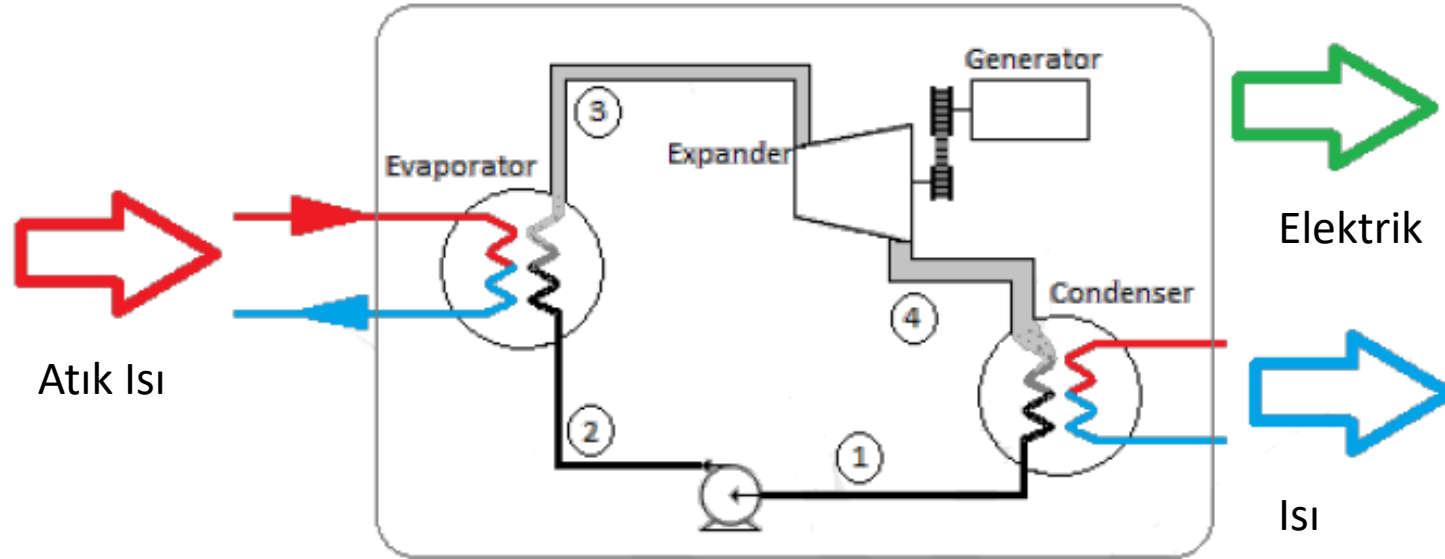 Generator
3
Expander
Evaporator
Elektrik
Condenser
4
Atık Isı
2
1
Isı